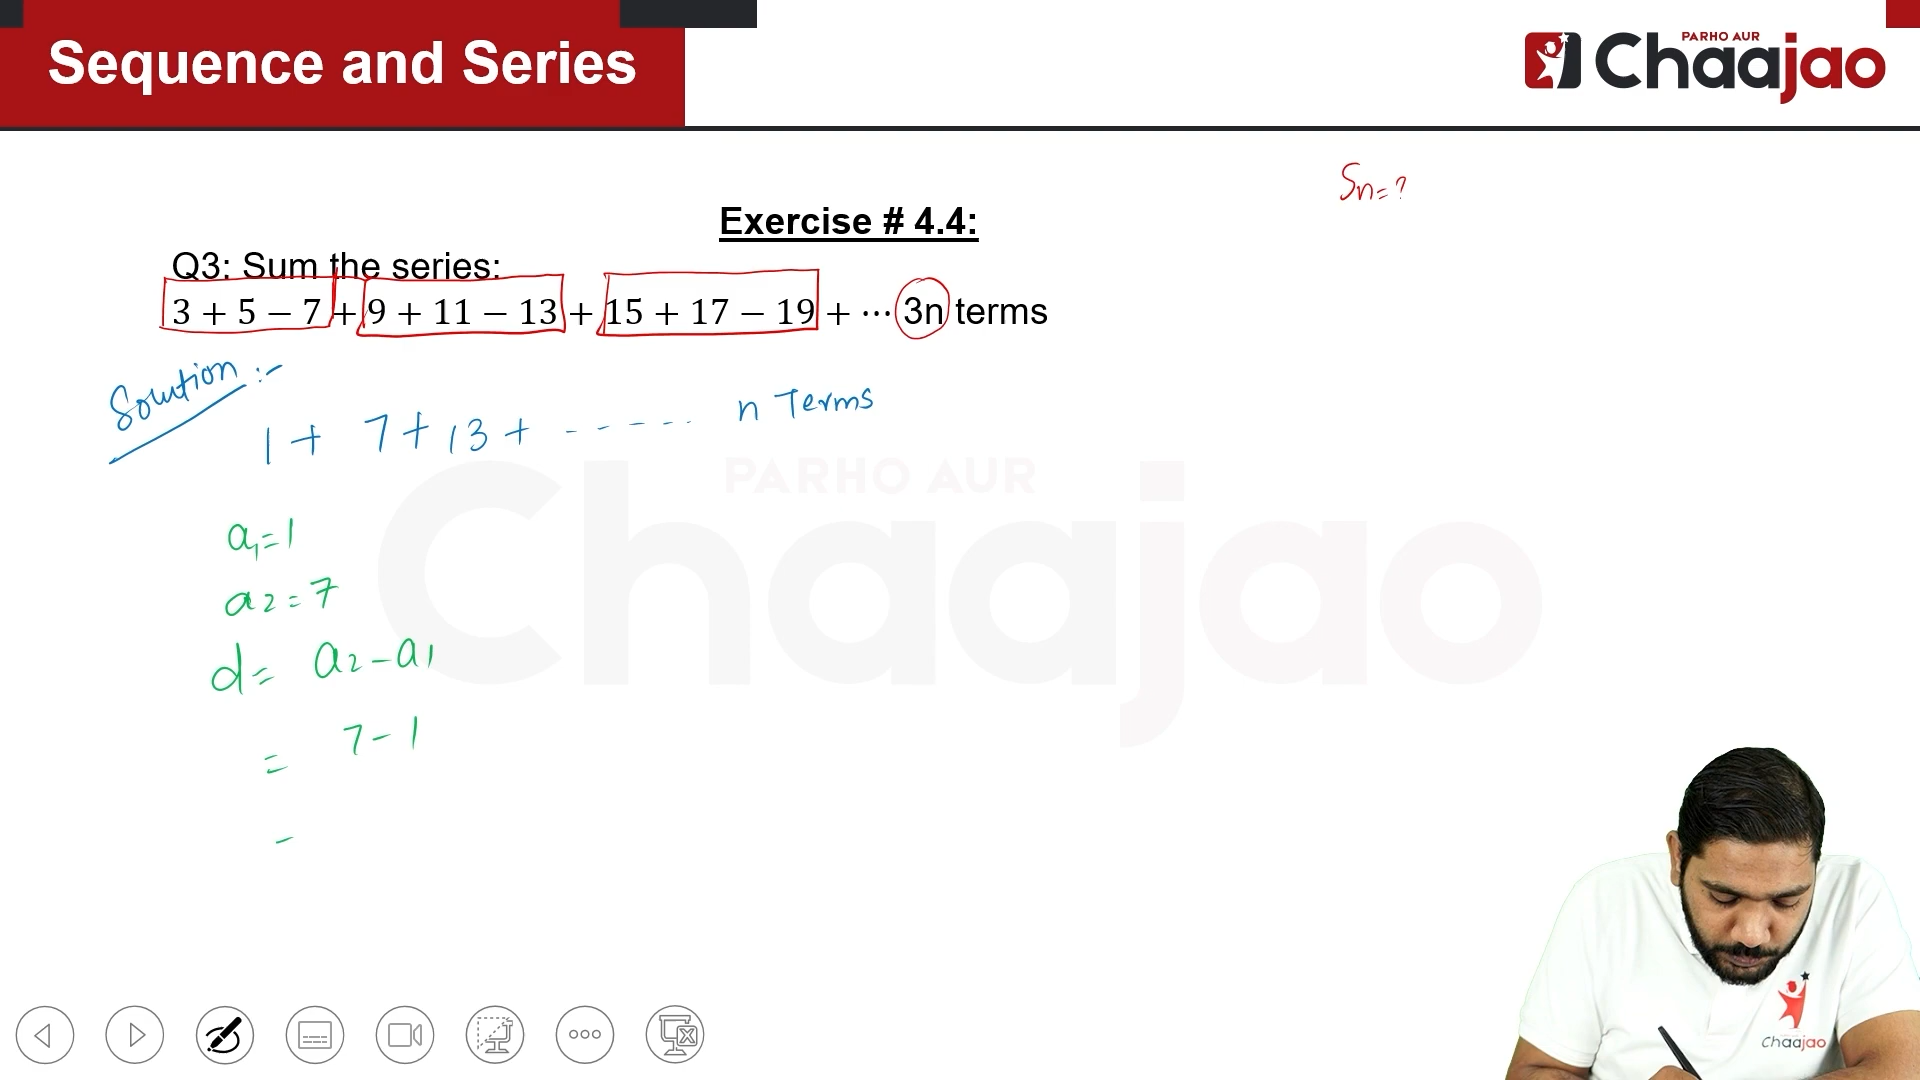 Sequence and Series
PARHO AUR
Chaajao
Sn=?
Exercise # 4.4:
Q3: Sum the series:
3 + 5 − 7 + 9 + 11 − 13 + 15 + 17 − 19 + ⋯ 3n terms
Solution :-
1 + 7 + 13 + ------ n Terms
PARHO AUR
Chaajao
a₁=1
a₂=7
d= a₂-a₁
= 7-1
-
Chaajao